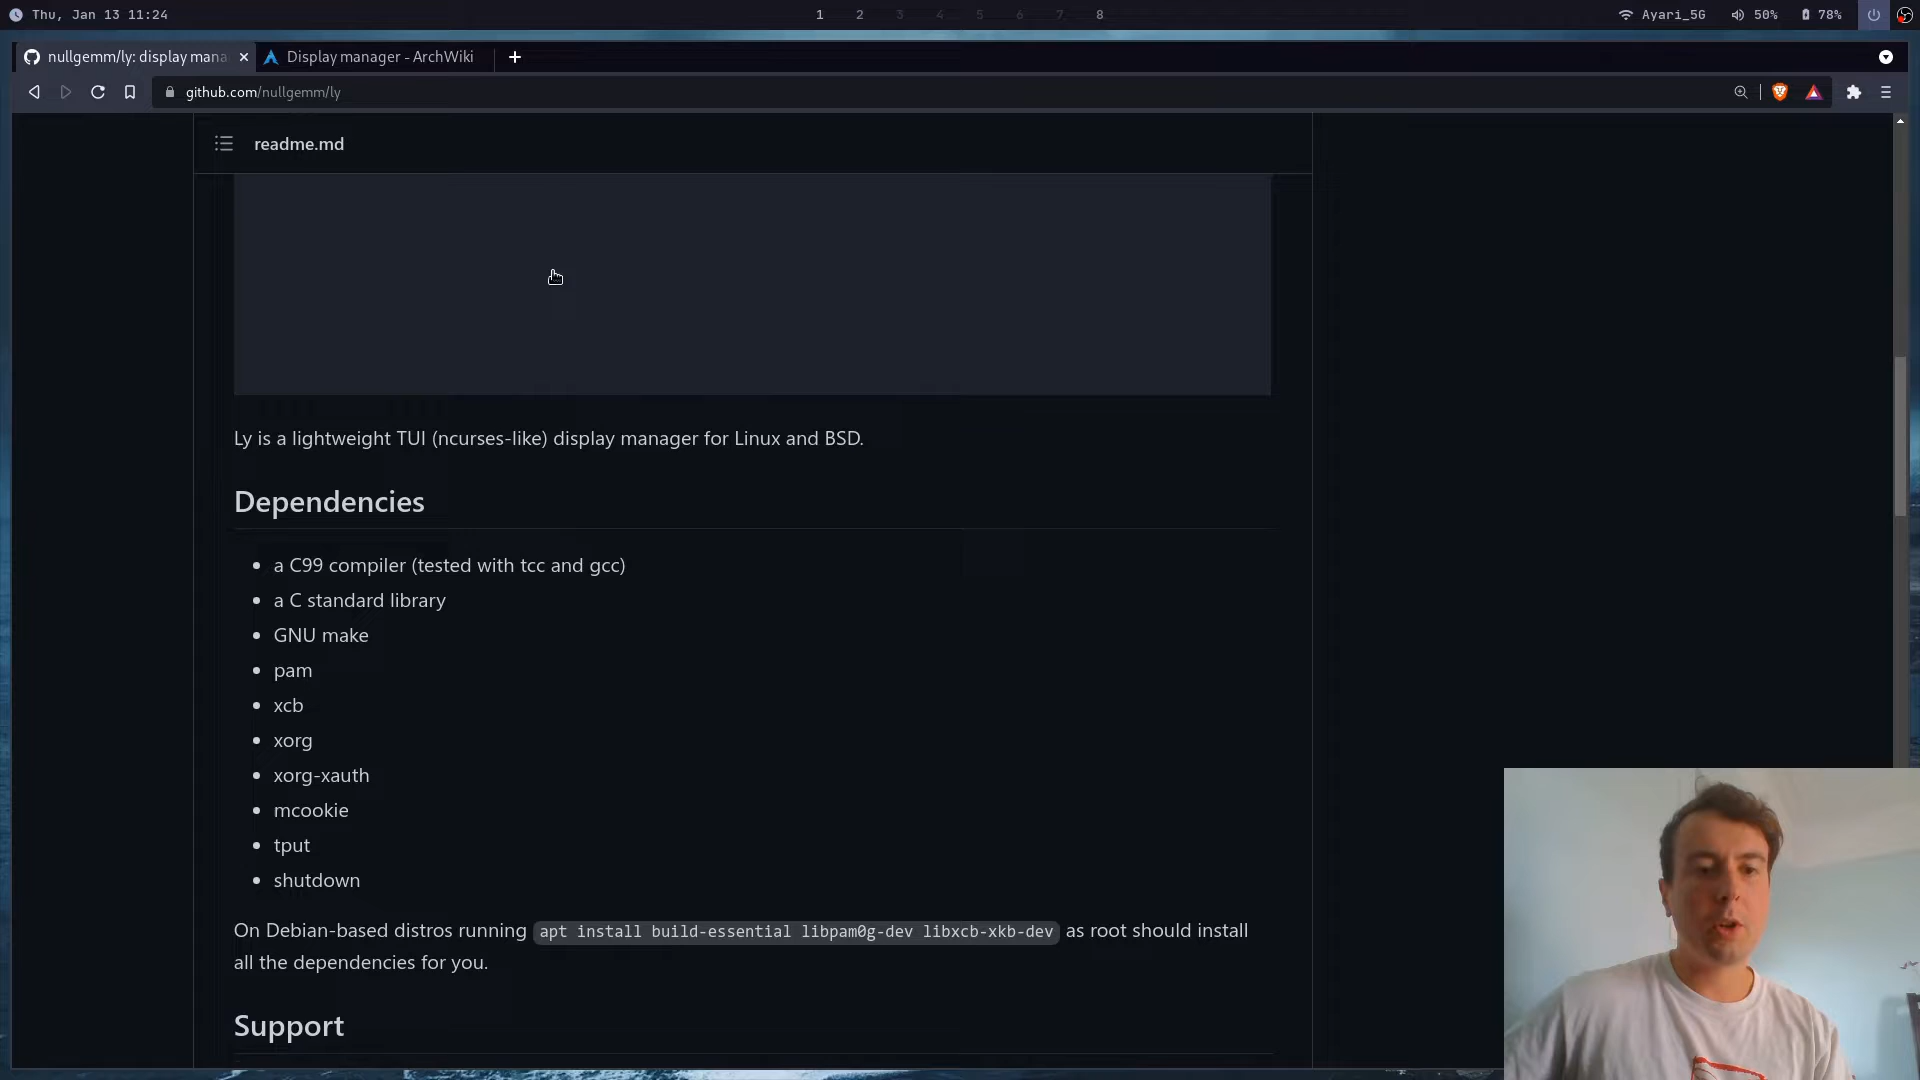 Thu, Jan 13 11:24
1 2 3 4 5 6 7 8
Ayari_5G 50% 78%
nullgemm/ly: display mana
Display manager - ArchWiki
github.com/nullgemm/ly
readme.md
Ly is a lightweight TUI (ncurses-like) display manager for Linux and BSD.
Dependencies
a C99 compiler (tested with tcc and gcc)
a C standard library
GNU make
pam
xcb
xorg
xorg-xauth
mcookie
tput
shutdown
On Debian-based distros running apt install build-essential libpam0g-dev libxcb-xkb-dev as root should install
all the dependencies for you.
Support